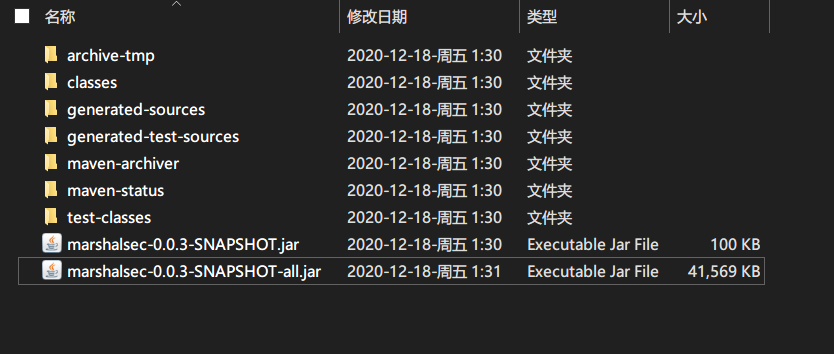 名称 修改日期 类型 大小
archive-tmp 2020-12-18-周五 1:30 文件夹
classes 2020-12-18-周五 1:30 文件夹
generated-sources 2020-12-18-周五 1:30 文件夹
generated-test-sources 2020-12-18-周五 1:30 文件夹
maven-archiver 2020-12-18-周五 1:30 文件夹
maven-status 2020-12-18-周五 1:30 文件夹
test-classes 2020-12-18-周五 1:30 文件夹
marshalsec-0.0.3-SNAPSHOT.jar 2020-12-18-周五 1:30 Executable Jar File 100 KB
marshalsec-0.0.3-SNAPSHOT-all.jar 2020-12-18-周五 1:31 Executable Jar File 41,569 KB